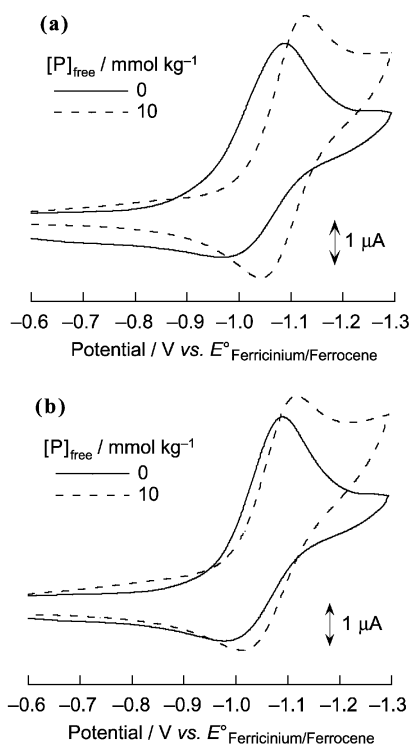 (a)
[P]free / mmol kg⁻¹
0
10
1 μA
−0.6 −0.7 −0.8 −0.9 −1.0 −1.1 −1.2 −1.3
Potential / V vs. E°Ferricinium/Ferrocene
(b)
[P]free / mmol kg⁻¹
0
10
1 μA
−0.6 −0.7 −0.8 −0.9 −1.0 −1.1 −1.2 −1.3
Potential / V vs. E°Ferricinium/Ferrocene